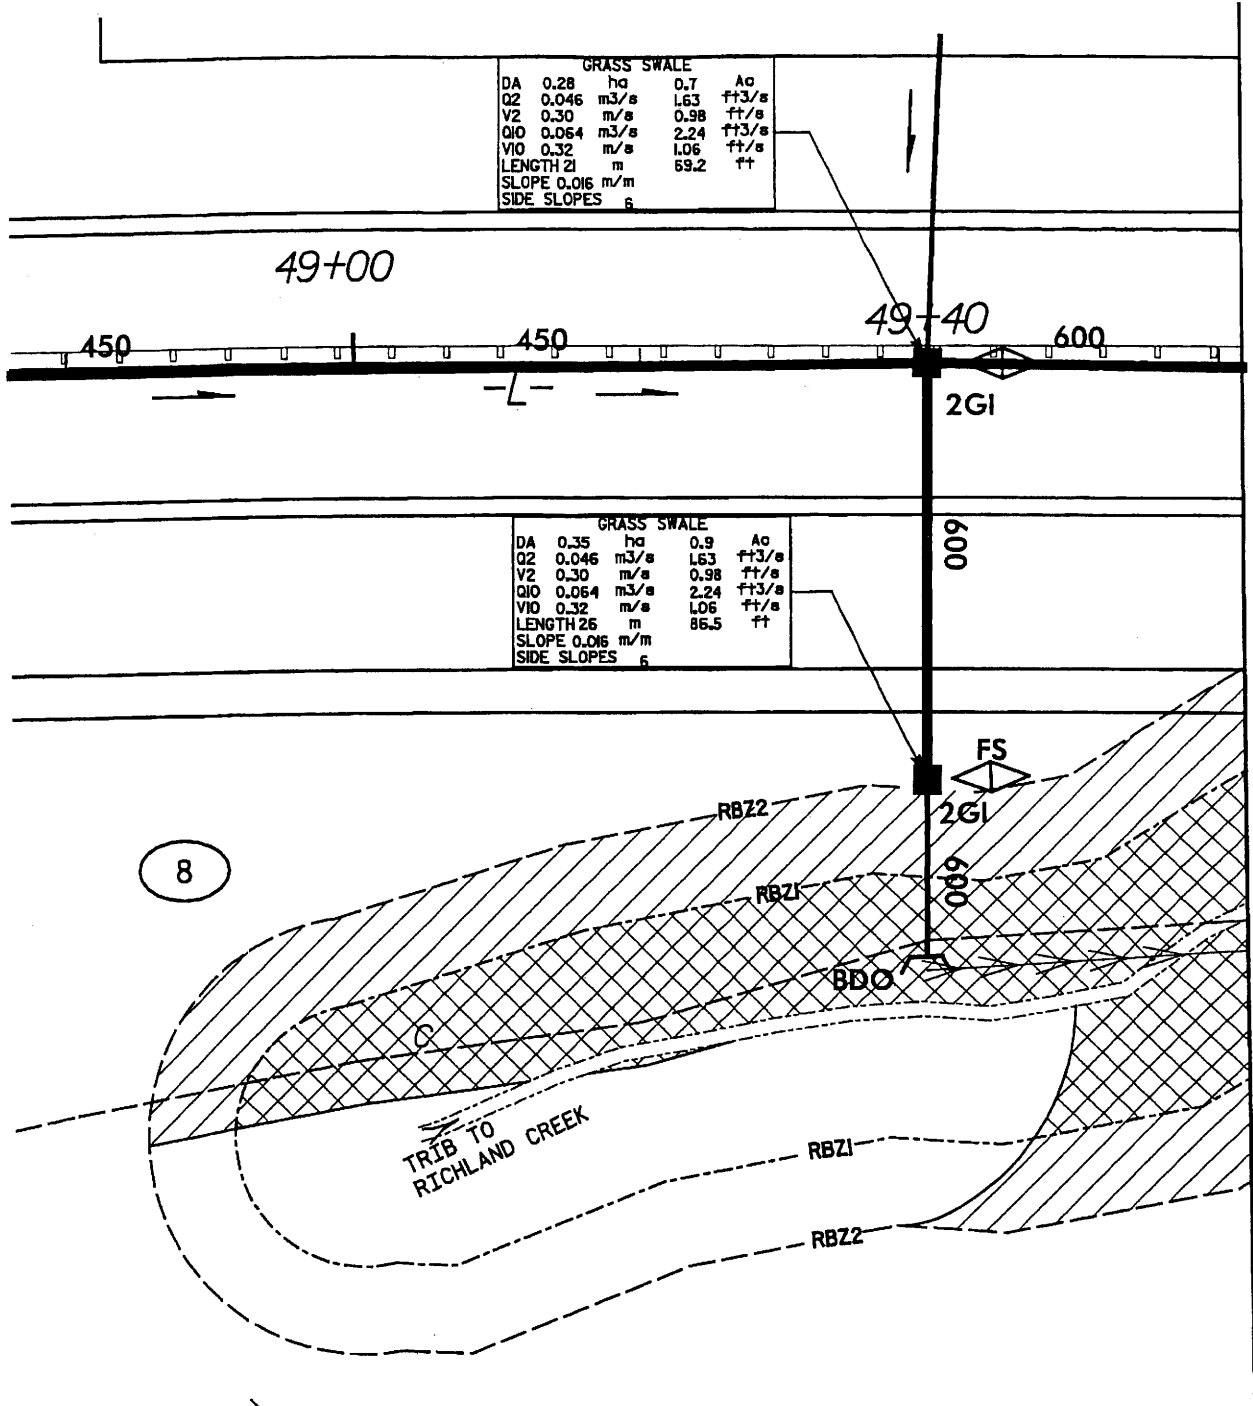 GRASS SWALE
DA 0.28 ha 0.7 Ac
Q2 0.046 m3/s 1.63 ft3/s
V2 0.30 m/s 0.98 ft/s
Q10 0.064 m3/s 2.24 ft3/s
V10 0.32 m/s 1.06 ft/s
LENGTH 21 m 69.2 ft
SLOPE 0.016 m/m
SIDE SLOPES 6
49+00
49+40
450
450
600
-L-
2GI
GRASS SWALE
DA 0.35 ha 0.9 Ac
Q2 0.046 m3/s 1.63 ft3/s
V2 0.30 m/s 0.98 ft/s
Q10 0.064 m3/s 2.24 ft3/s
V10 0.32 m/s 1.06 ft/s
LENGTH 26 m 86.5 ft
SLOPE 0.016 m/m
SIDE SLOPES 6
600
FS
RBZ2
2GI
8
600
RBZ1
BDO
C
TRIB TO
RICHLAND CREEK
RBZ1
RBZ2